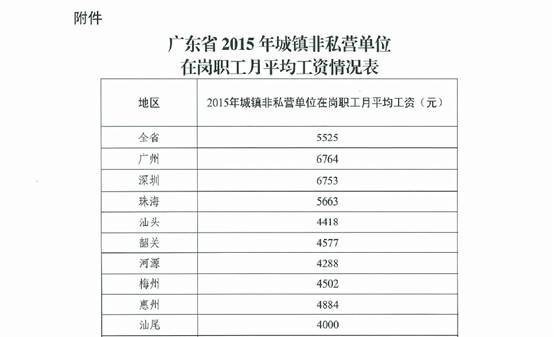 附件
广东省2015年城镇非私营单位
在岗职工月平均工资情况表
地区 2015年城镇非私营单位在岗职工月平均工资（元）
全省 5525
广州 6764
深圳 6753
珠海 5663
汕头 4418
韶关 4577
河源 4288
梅州 4502
惠州 4884
汕尾 4000